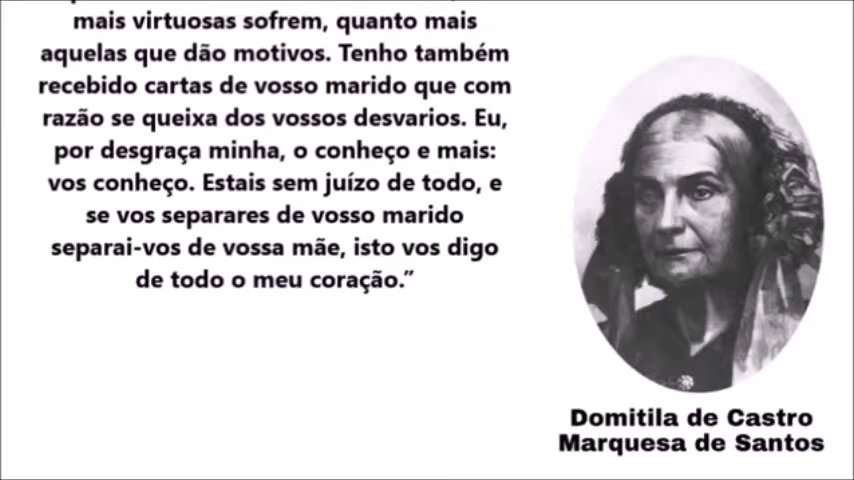 mais virtuosas sofrem, quanto mais
aquelas que dão motivos. Tenho também
recebido cartas de vosso marido que com
razão se queixa dos vossos desvarios. Eu,
por desgraça minha, o conheço e mais:
vos conheço. Estais sem juízo de todo, e
se vos separares de vosso marido
separai-vos de vossa mãe, isto vos digo
de todo o meu coração.”
Domitila de Castro
Marquesa de Santos